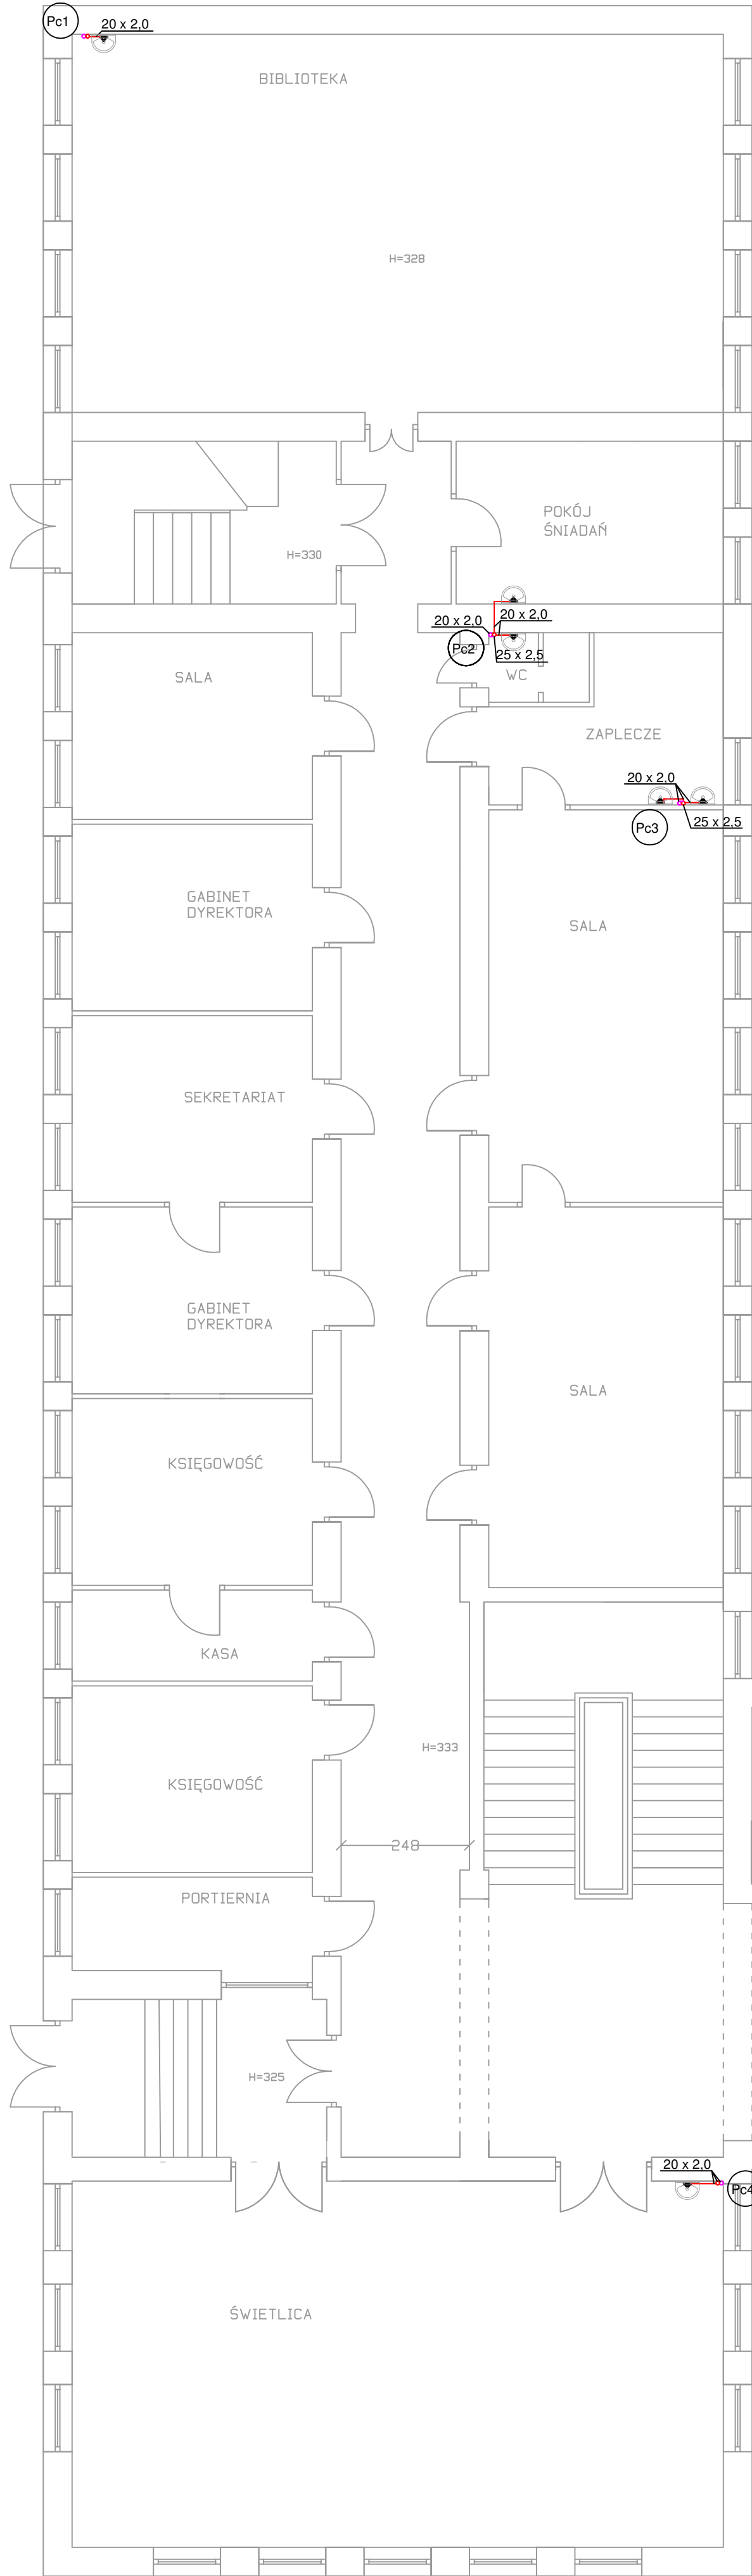 Pc1
20 x 2,0
BIBLIOTEKA
H=328
POKÓJ
ŚNIADAŃ
H=330
20 x 2,0
20 x 2,0
Pc2
25 x 2,5
WC
SALA
ZAPLECZE
20 x 2,0
25 x 2,5
Pc3
GABINET
DYREKTORA
SALA
SEKRETARIAT
GABINET
DYREKTORA
SALA
KSIĘGOWOŚĆ
KASA
H=333
KSIĘGOWOŚĆ
248
PORTIERNIA
H=325
20 x 2,0
Pc4
ŚWIETLICA